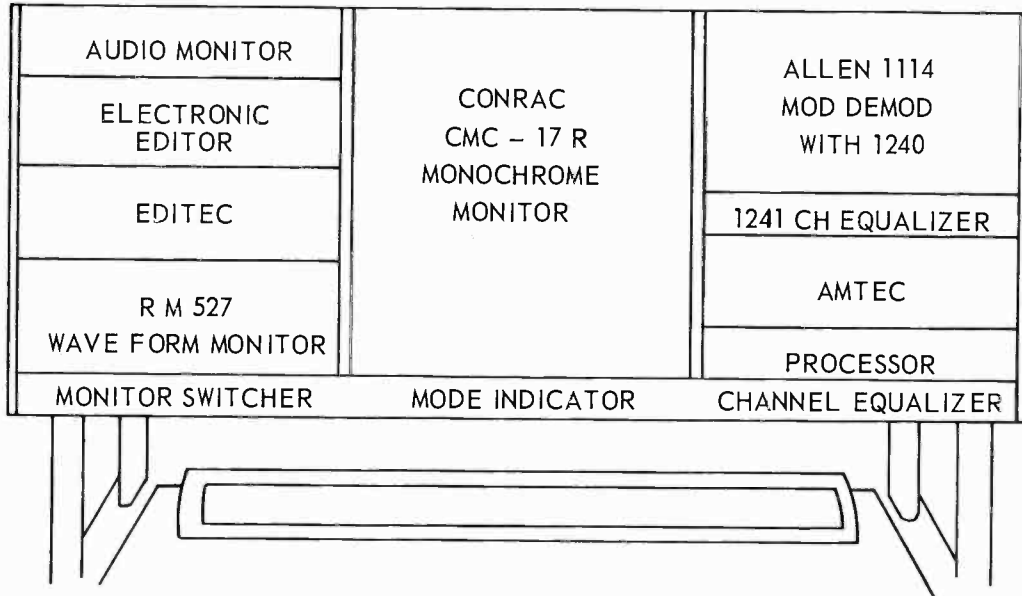 AUDIO MONITOR
ELECTRONIC
EDITOR
EDITEC
R M 527
WAVE FORM MONITOR
CONRAC
CMC – 17 R
MONOCHROME
MONITOR
ALLEN 1114
MOD DEMOD
WITH 1240
1241 CH EQUALIZER
AMTEC
PROCESSOR
MONITOR SWITCHER
MODE INDICATOR
CHANNEL EQUALIZER